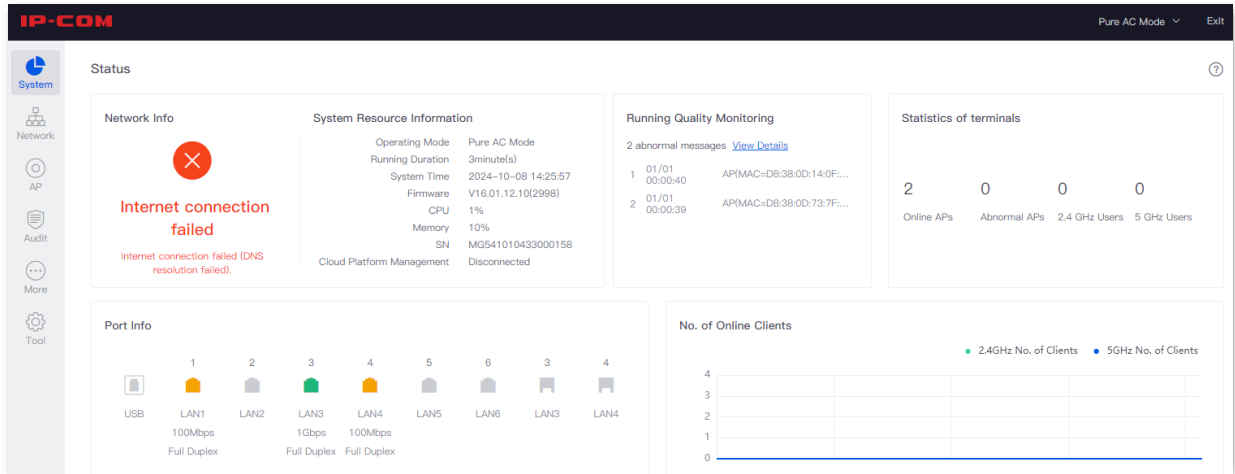 IP-COM
Pure AC Mode Exit
System
Network
AP
Audit
More
Tool
Status
Network Info
Internet connection
failed
Internet connection failed (DNS
resolution failed).
System Resource Information
Operating Mode Pure AC Mode
Running Duration 3minute(s)
System Time 2024-10-08 14:25:57
Firmware V16.01.12.10(2998)
CPU 1%
Memory 10%
SN MG541010433000158
Cloud Platform Management Disconnected
Running Quality Monitoring
2 abnormal messages View Details
1 01/01 00:00:40 AP(MAC=D8:38:0D:14:0F:...
2 01/01 00:00:39 AP(MAC=D8:38:0D:73:7F:...
Statistics of terminals
2 0 0 0
Online APs Abnormal APs 2.4 GHz Users 5 GHz Users
Port Info
1 2 3 4 5 6 3 4
USB LAN1 LAN2 LAN3 LAN4 LAN5 LAN6 LAN3 LAN4
100Mbps 1Gbps 100Mbps
Full Duplex Full Duplex Full Duplex
No. of Online Clients
2.4GHz No. of Clients 5GHz No. of Clients
4
3
2
1
0